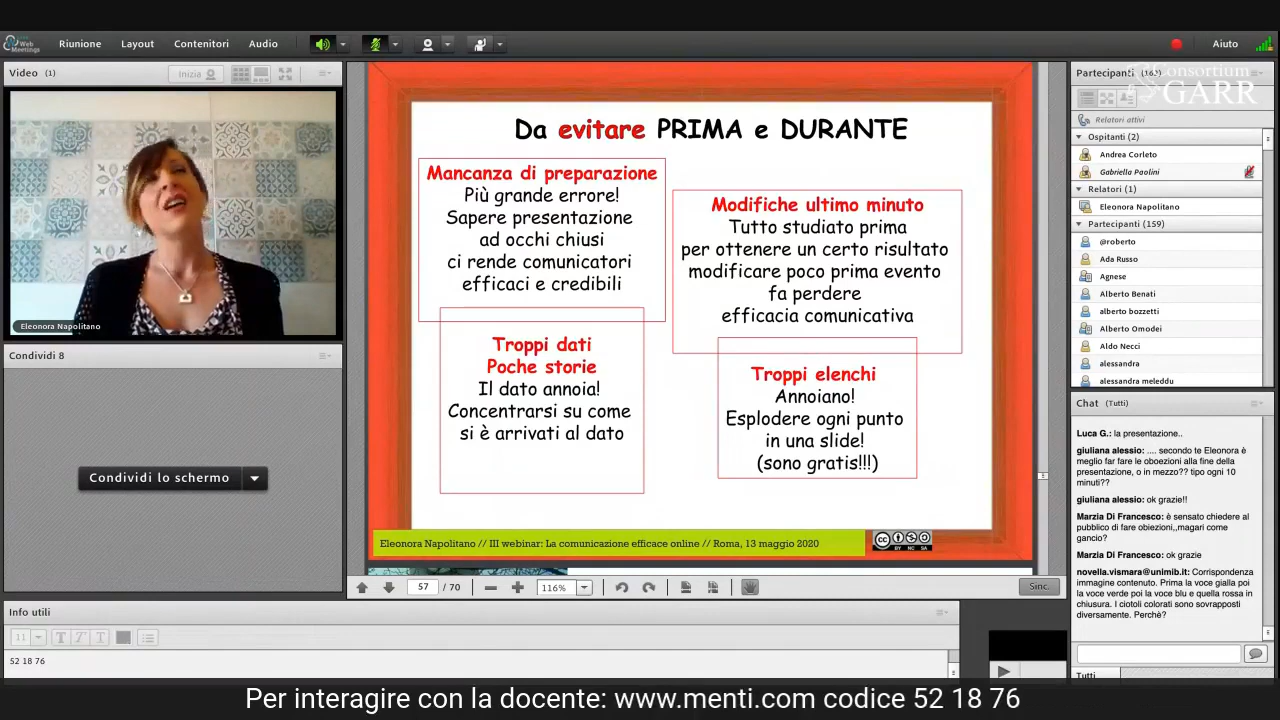 Web
Meetings
Riunione
Layout
Contenitori
Audio
Aiuto
Video (1)
Inizia
Eleonora Napolitano
Condividi 8
Condividi lo schermo
Da evitare PRIMA e DURANTE
Mancanza di preparazione
Più grande errore!
Sapere presentazione
ad occhi chiusi
ci rende comunicatori
efficaci e credibili
Modifiche ultimo minuto
Tutto studiato prima
per ottenere un certo risultato
modificare poco prima evento
fa perdere
efficacia comunicativa
Troppi dati
Poche storie
Il dato annoia!
Concentrarsi su come
si è arrivati al dato
Troppi elenchi
Annoiano!
Esplodere ogni punto
in una slide!
(sono gratis!!!)
Eleonora Napolitano // III webinar: La comunicazione efficace online // Roma, 13 maggio 2020
cc
BY NC SA
57 / 70
116%
Sinc.
Partecipanti
Consortium
GARR
Relatori attivi
Ospitanti (2)
Andrea Corleto
Gabriella Paolini
Relatori (1)
Eleonora Napolitano
Partecipanti (159)
@roberto
Ada Russo
Agnese
Alberto Benati
alberto bozzetti
Alberto Omodei
Aldo Necci
alessandra
alessandra meleddu
Chat (Tutti)
Luca G.: la presentazione..
giuliana alessio: .... secondo te Eleonora è
meglio far fare le oboezioni alla fine della
presentazione, o in mezzo?? tipo ogni 10
minuti??
giuliana alessio: ok grazie!!
Marzia Di Francesco: è sensato chiedere al
pubblico di fare obiezioni,,magari come
gancio?
Marzia Di Francesco: ok grazie
novella.vismara@unimib.it: Corrispondenza
immagine contenuto. Prima la voce gialla poi
la voce verde poi la voce blu e quella rossa in
chiusura. I ciotoli colorati sono sovrapposti
diversamente. Perchè?
Tutti
Info utili
11
52 18 76
Per interagire con la docente: www.menti.com codice 52 18 76